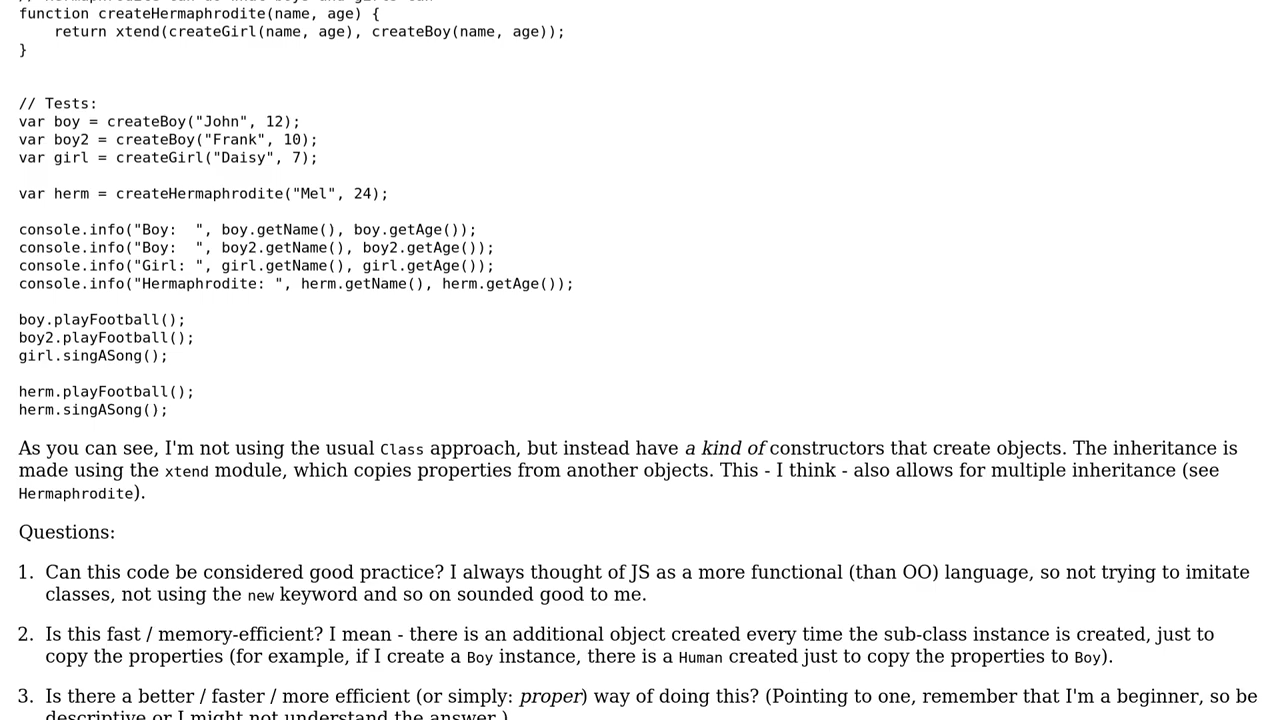 function createHermaphrodite(name, age) {
    return xtend(createGirl(name, age), createBoy(name, age));
}
// Tests:
var boy = createBoy("John", 12);
var boy2 = createBoy("Frank", 10);
var girl = createGirl("Daisy", 7);
var herm = createHermaphrodite("Mel", 24);
console.info("Boy:  ", boy.getName(), boy.getAge());
console.info("Boy:  ", boy2.getName(), boy2.getAge());
console.info("Girl: ", girl.getName(), girl.getAge());
console.info("Hermaphrodite: ", herm.getName(), herm.getAge());
boy.playFootball();
boy2.playFootball();
girl.singASong();
herm.playFootball();
herm.singASong();
As you can see, I'm not using the usual Class approach, but instead have a kind of constructors that create objects. The inheritance is
made using the xtend module, which copies properties from another objects. This - I think - also allows for multiple inheritance (see
Hermaphrodite).
Questions:
1. Can this code be considered good practice? I always thought of JS as a more functional (than OO) language, so not trying to imitate
classes, not using the new keyword and so on sounded good to me.
2. Is this fast / memory-efficient? I mean - there is an additional object created every time the sub-class instance is created, just to
copy the properties (for example, if I create a Boy instance, there is a Human created just to copy the properties to Boy).
3. Is there a better / faster / more efficient (or simply: proper) way of doing this? (Pointing to one, remember that I'm a beginner, so be
descriptive or I might not understand the answer.)